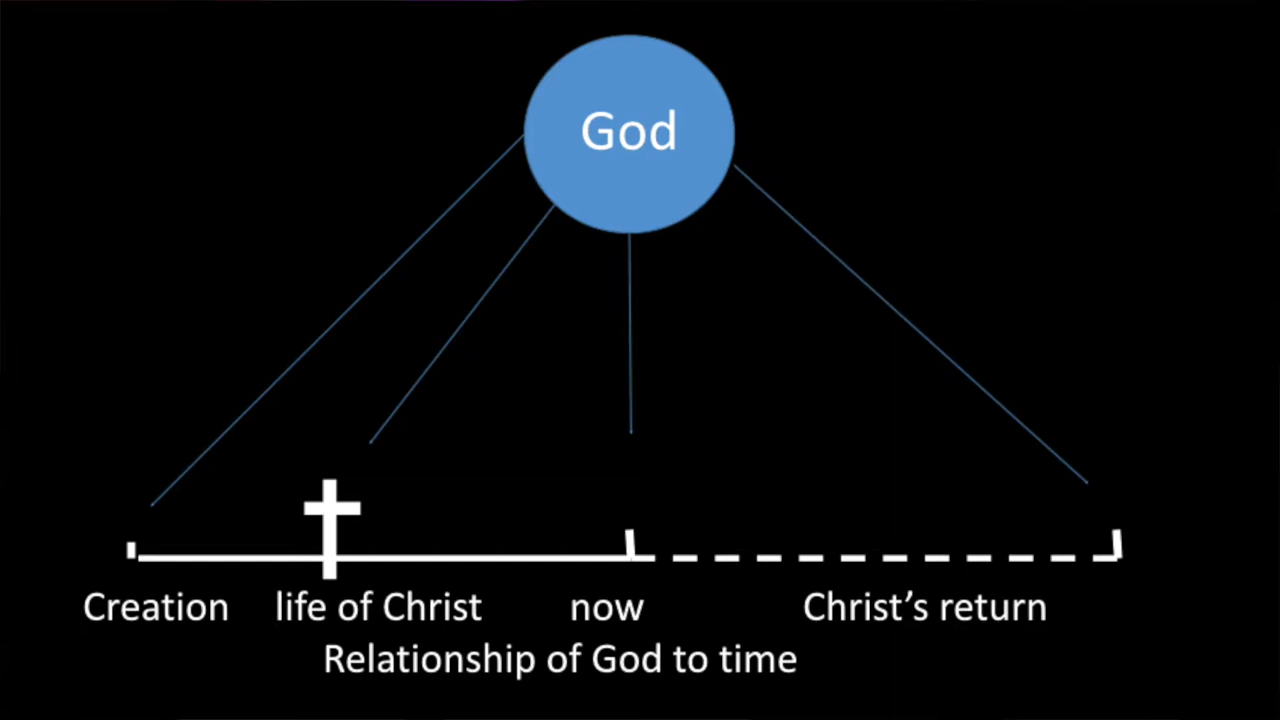 God
Creation life of Christ now Christ’s return
Relationship of God to time